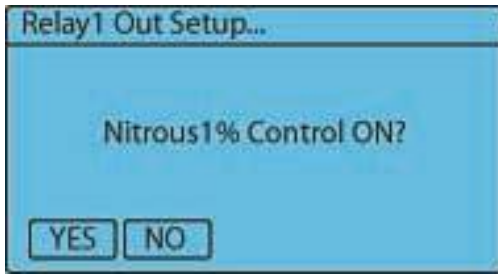 Relay1 Out Setup...
Nitrous1% Control ON?
YES NO